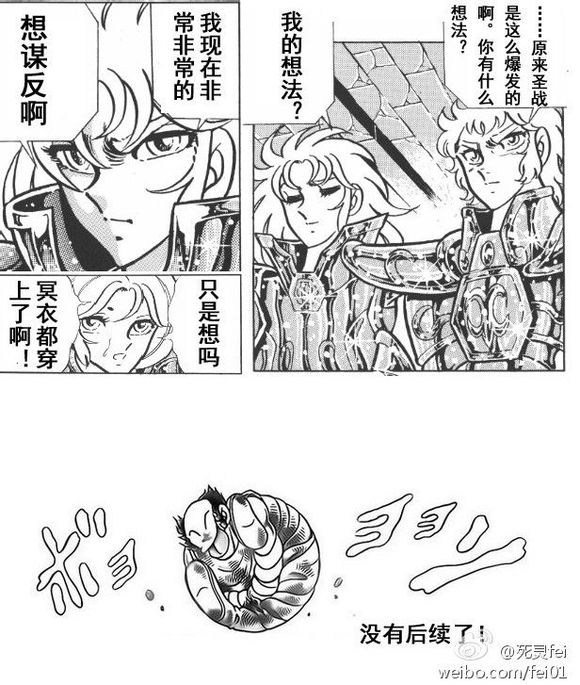 ……原来圣战
是这么爆发的
啊。你有什么
想法？
我的想法？
我现在非
常非常的
想谋反啊
只是想吗
冥衣都穿
上了啊！
ボヨヨヨン
没有后续了！
@死灵fei
weibo.com/fei01